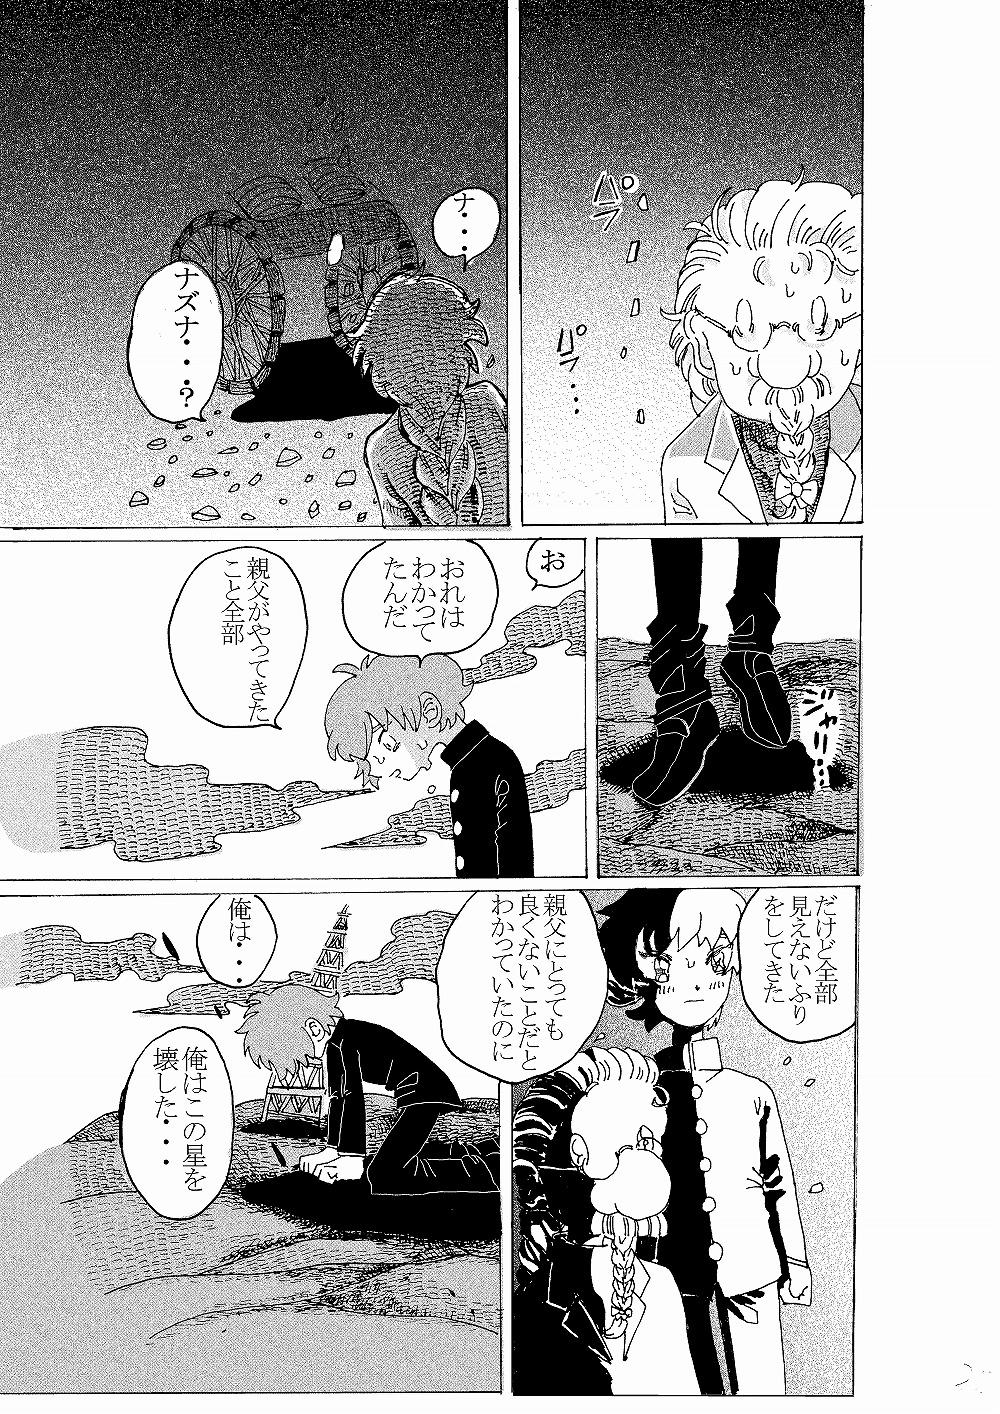 パラ
パラ・・
ナ・・・
ナズナ・・・?
ジャリ・・・
お
おれは
わかって
たんだ
親父がやってきた
こと全部
だけど全部
見えないふり
をしてきた
親父にとっても
良くないことだと
わかっていたのに
俺は・・・
俺はこの星を
壊した・・・